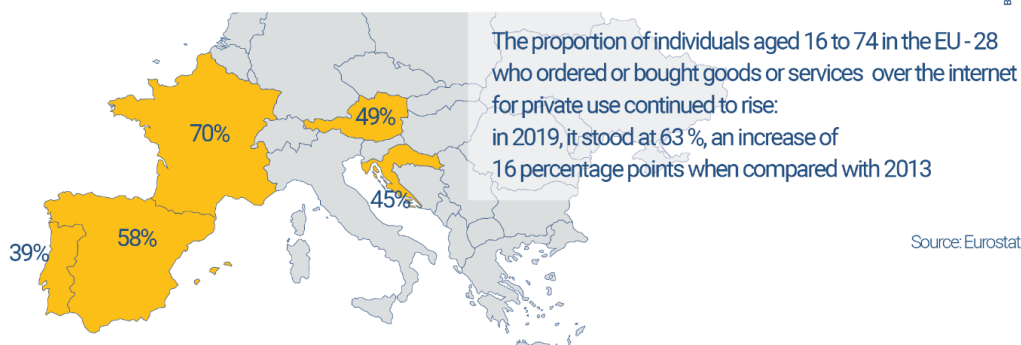 The proportion of individuals aged 16 to 74 in the EU - 28
who ordered or bought goods or services over the internet
for private use continued to rise:
in 2019, it stood at 63 %, an increase of
16 percentage points when compared with 2013
70%
49%
45%
58%
39%
Source: Eurostat